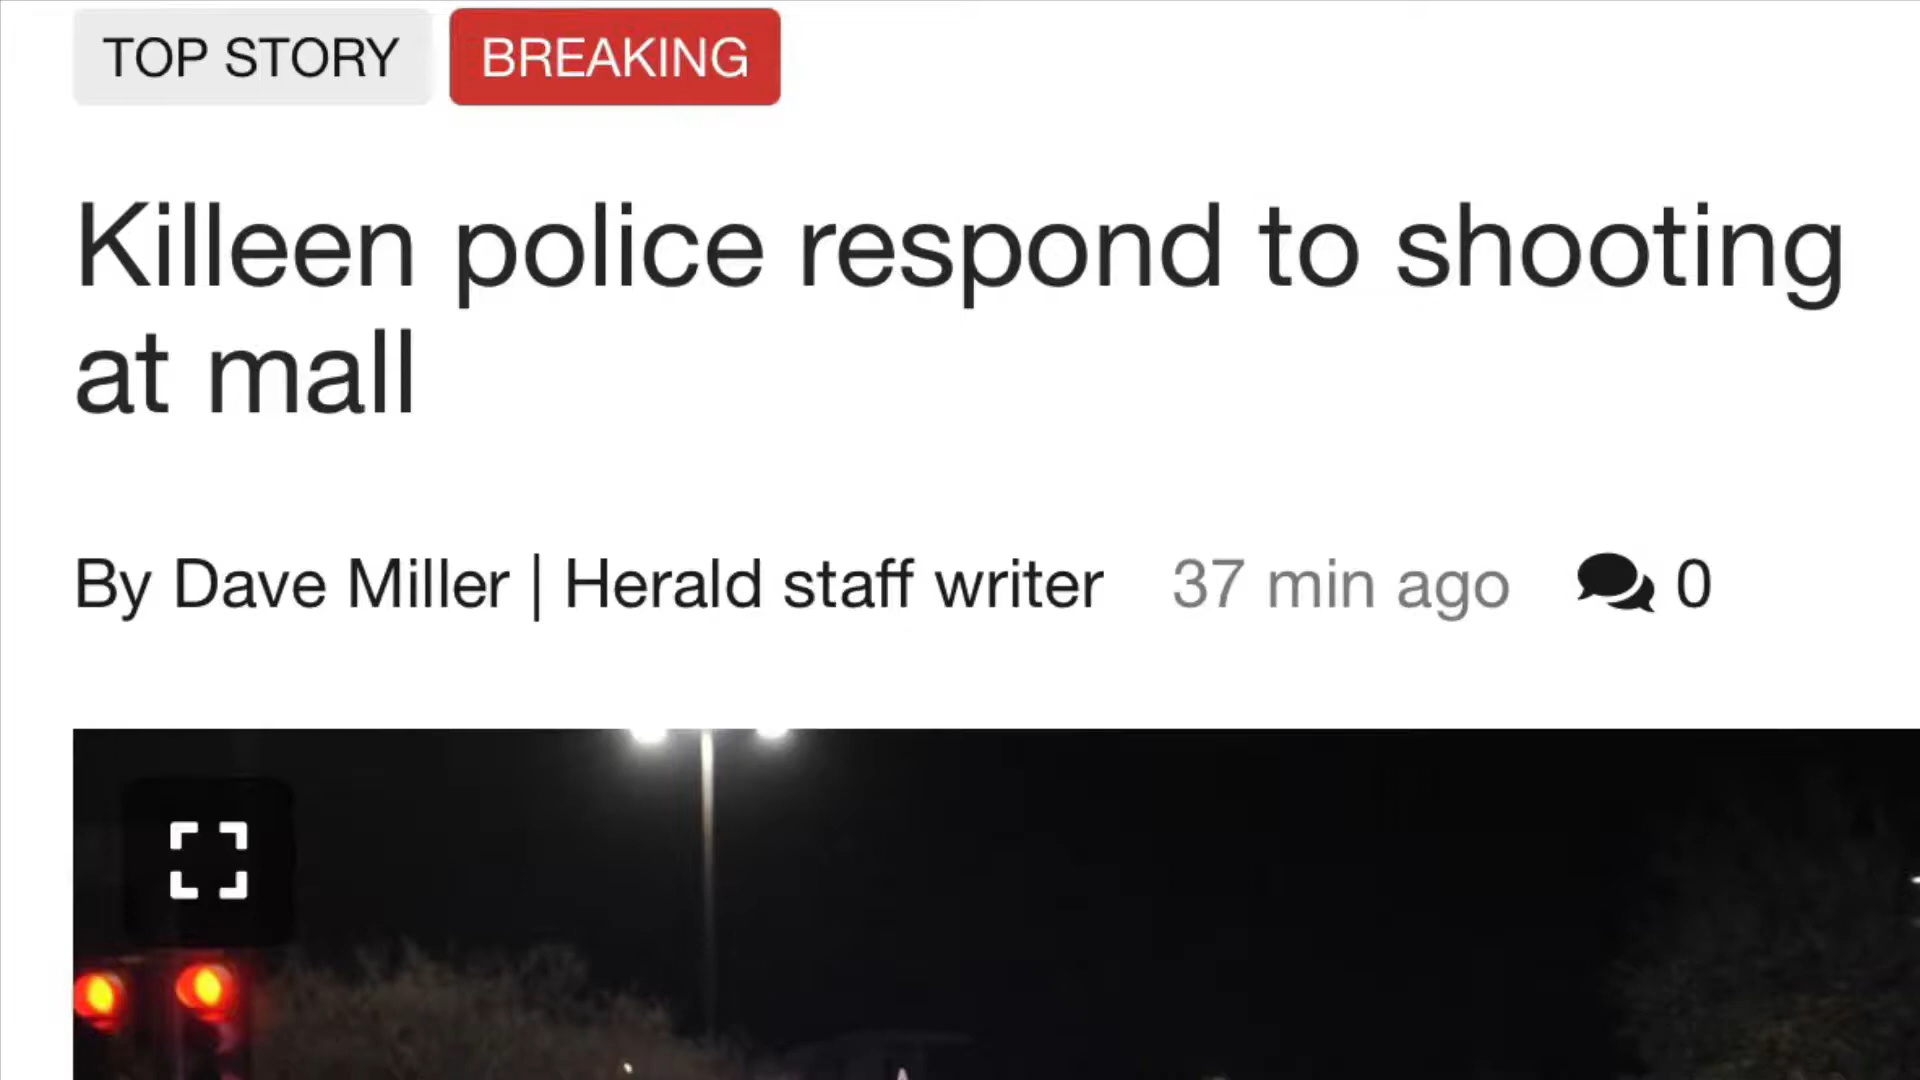 TOP STORY BREAKING
Killeen police respond to shooting
at mall
By Dave Miller | Herald staff writer 37 min ago 0